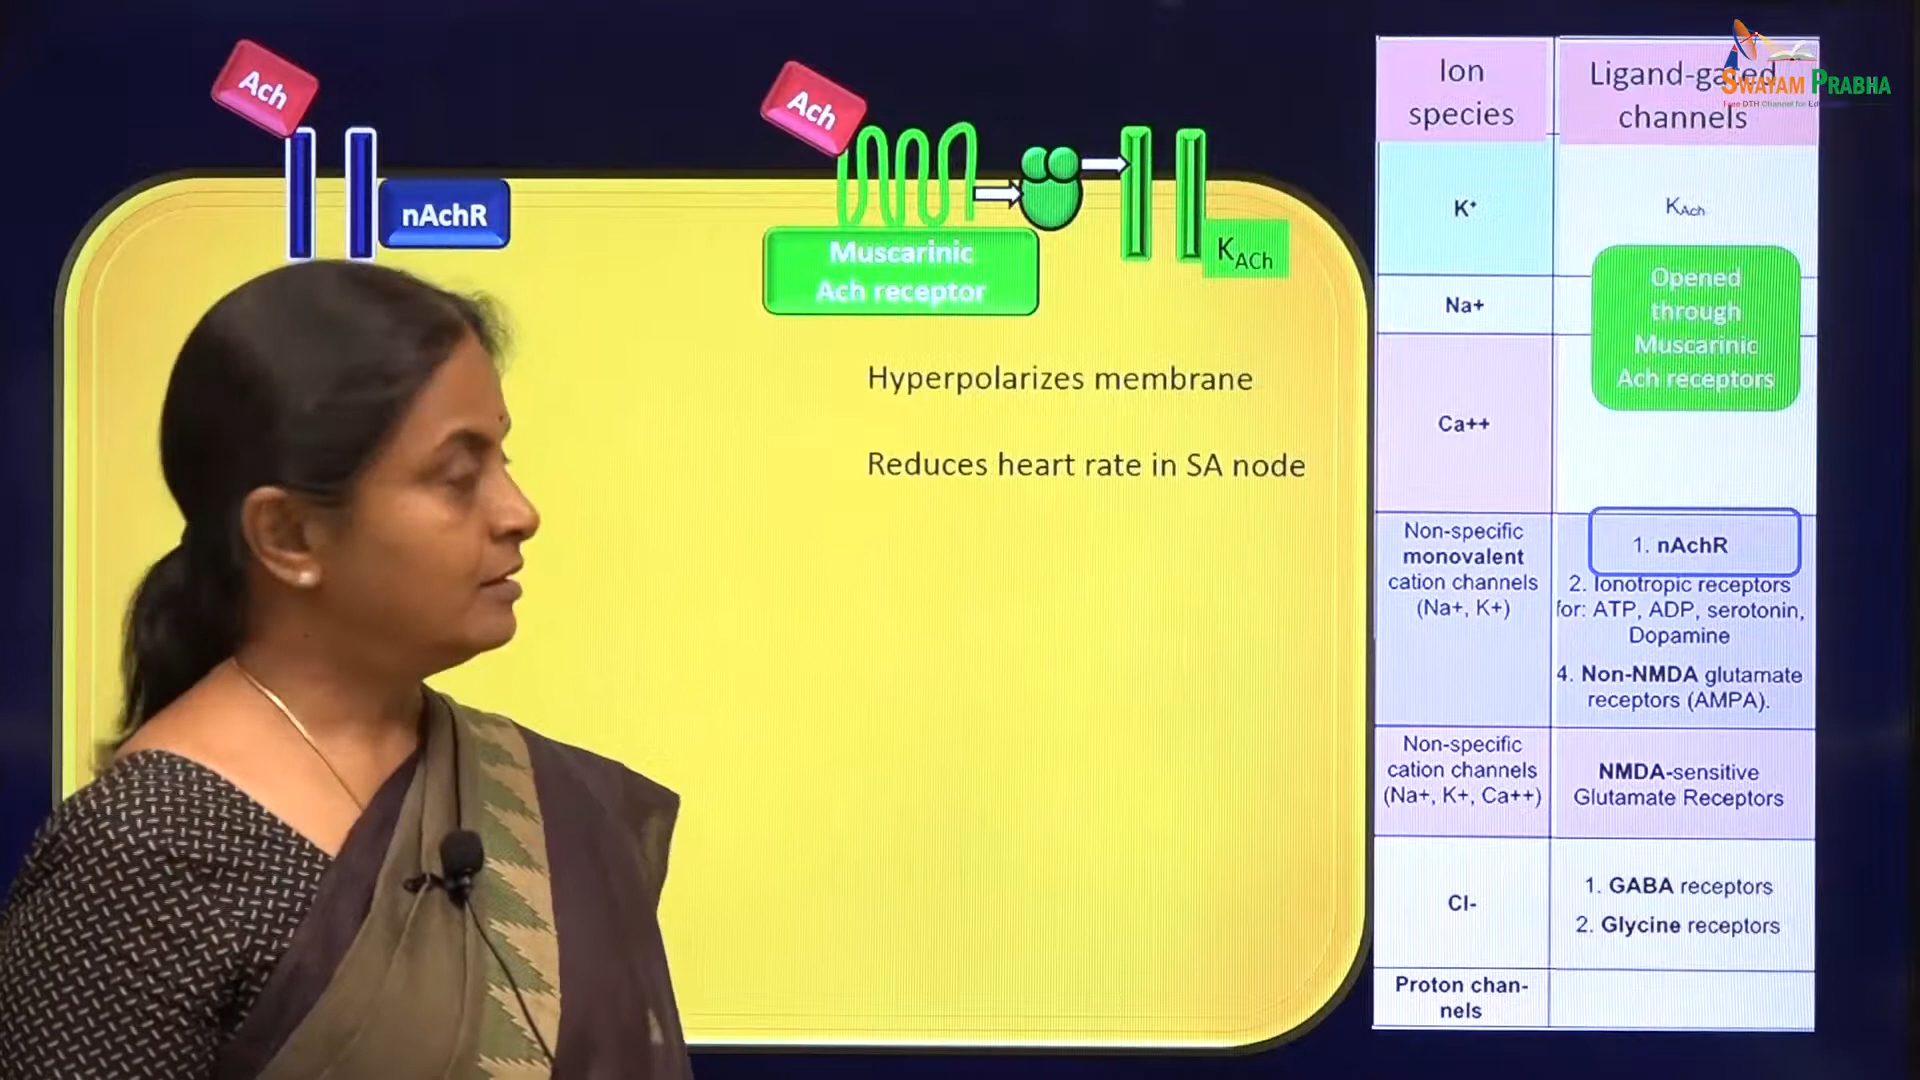 Ach
nAchR
Ach
Muscarinic
Ach receptor
KACh
Hyperpolarizes membrane
Reduces heart rate in SA node
SWAYAM PRABHA
Ion
species
Ligand-gated
channels
K+
KAch
Opened
through
Muscarinic
Ach receptors
Na+
Ca++
Non-specific
monovalent
cation channels
(Na+, K+)
1. nAchR
2. Ionotropic receptors
for: ATP, ADP, serotonin,
Dopamine
4. Non-NMDA glutamate
receptors (AMPA).
Non-specific
cation channels
(Na+, K+, Ca++)
NMDA-sensitive
Glutamate Receptors
Cl-
1. GABA receptors
2. Glycine receptors
Proton chan-
nels